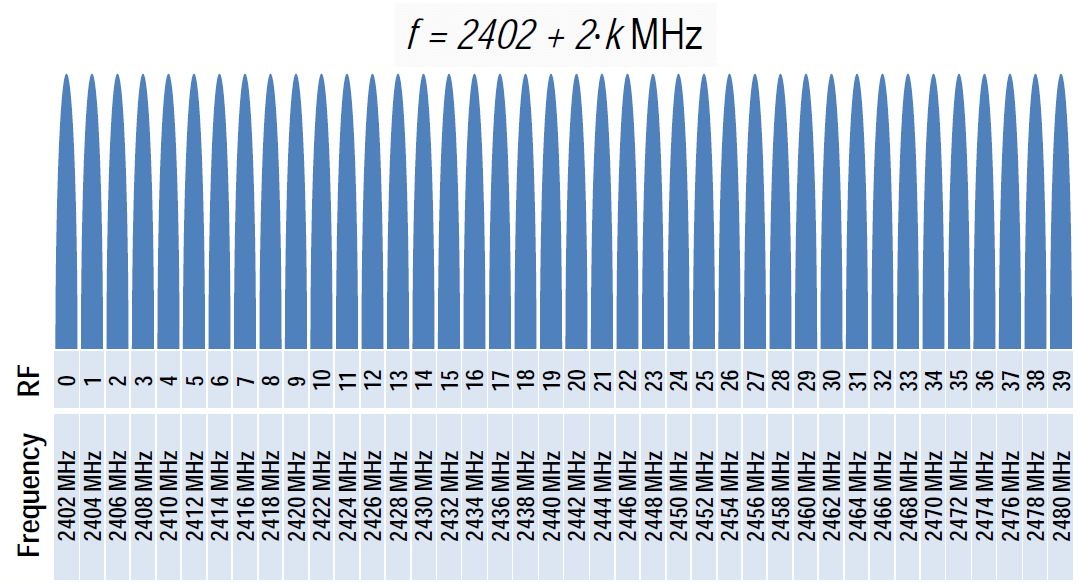 f = 2402 + 2·k MHz
RF 0 1 2 3 4 5 6 7 8 9 10 11 12 13 14 15 16 17 18 19 20 21 22 23 24 25 26 27 28 29 30 31 32 33 34 35 36 37 38 39
Frequency 2402 MHz 2404 MHz 2406 MHz 2408 MHz 2410 MHz 2412 MHz 2414 MHz 2416 MHz 2418 MHz 2420 MHz 2422 MHz 2424 MHz 2426 MHz 2428 MHz 2430 MHz 2432 MHz 2434 MHz 2436 MHz 2438 MHz 2440 MHz 2442 MHz 2444 MHz 2446 MHz 2448 MHz 2450 MHz 2452 MHz 2454 MHz 2456 MHz 2458 MHz 2460 MHz 2462 MHz 2464 MHz 2466 MHz 2468 MHz 2470 MHz 2472 MHz 2474 MHz 2476 MHz 2478 MHz 2480 MHz